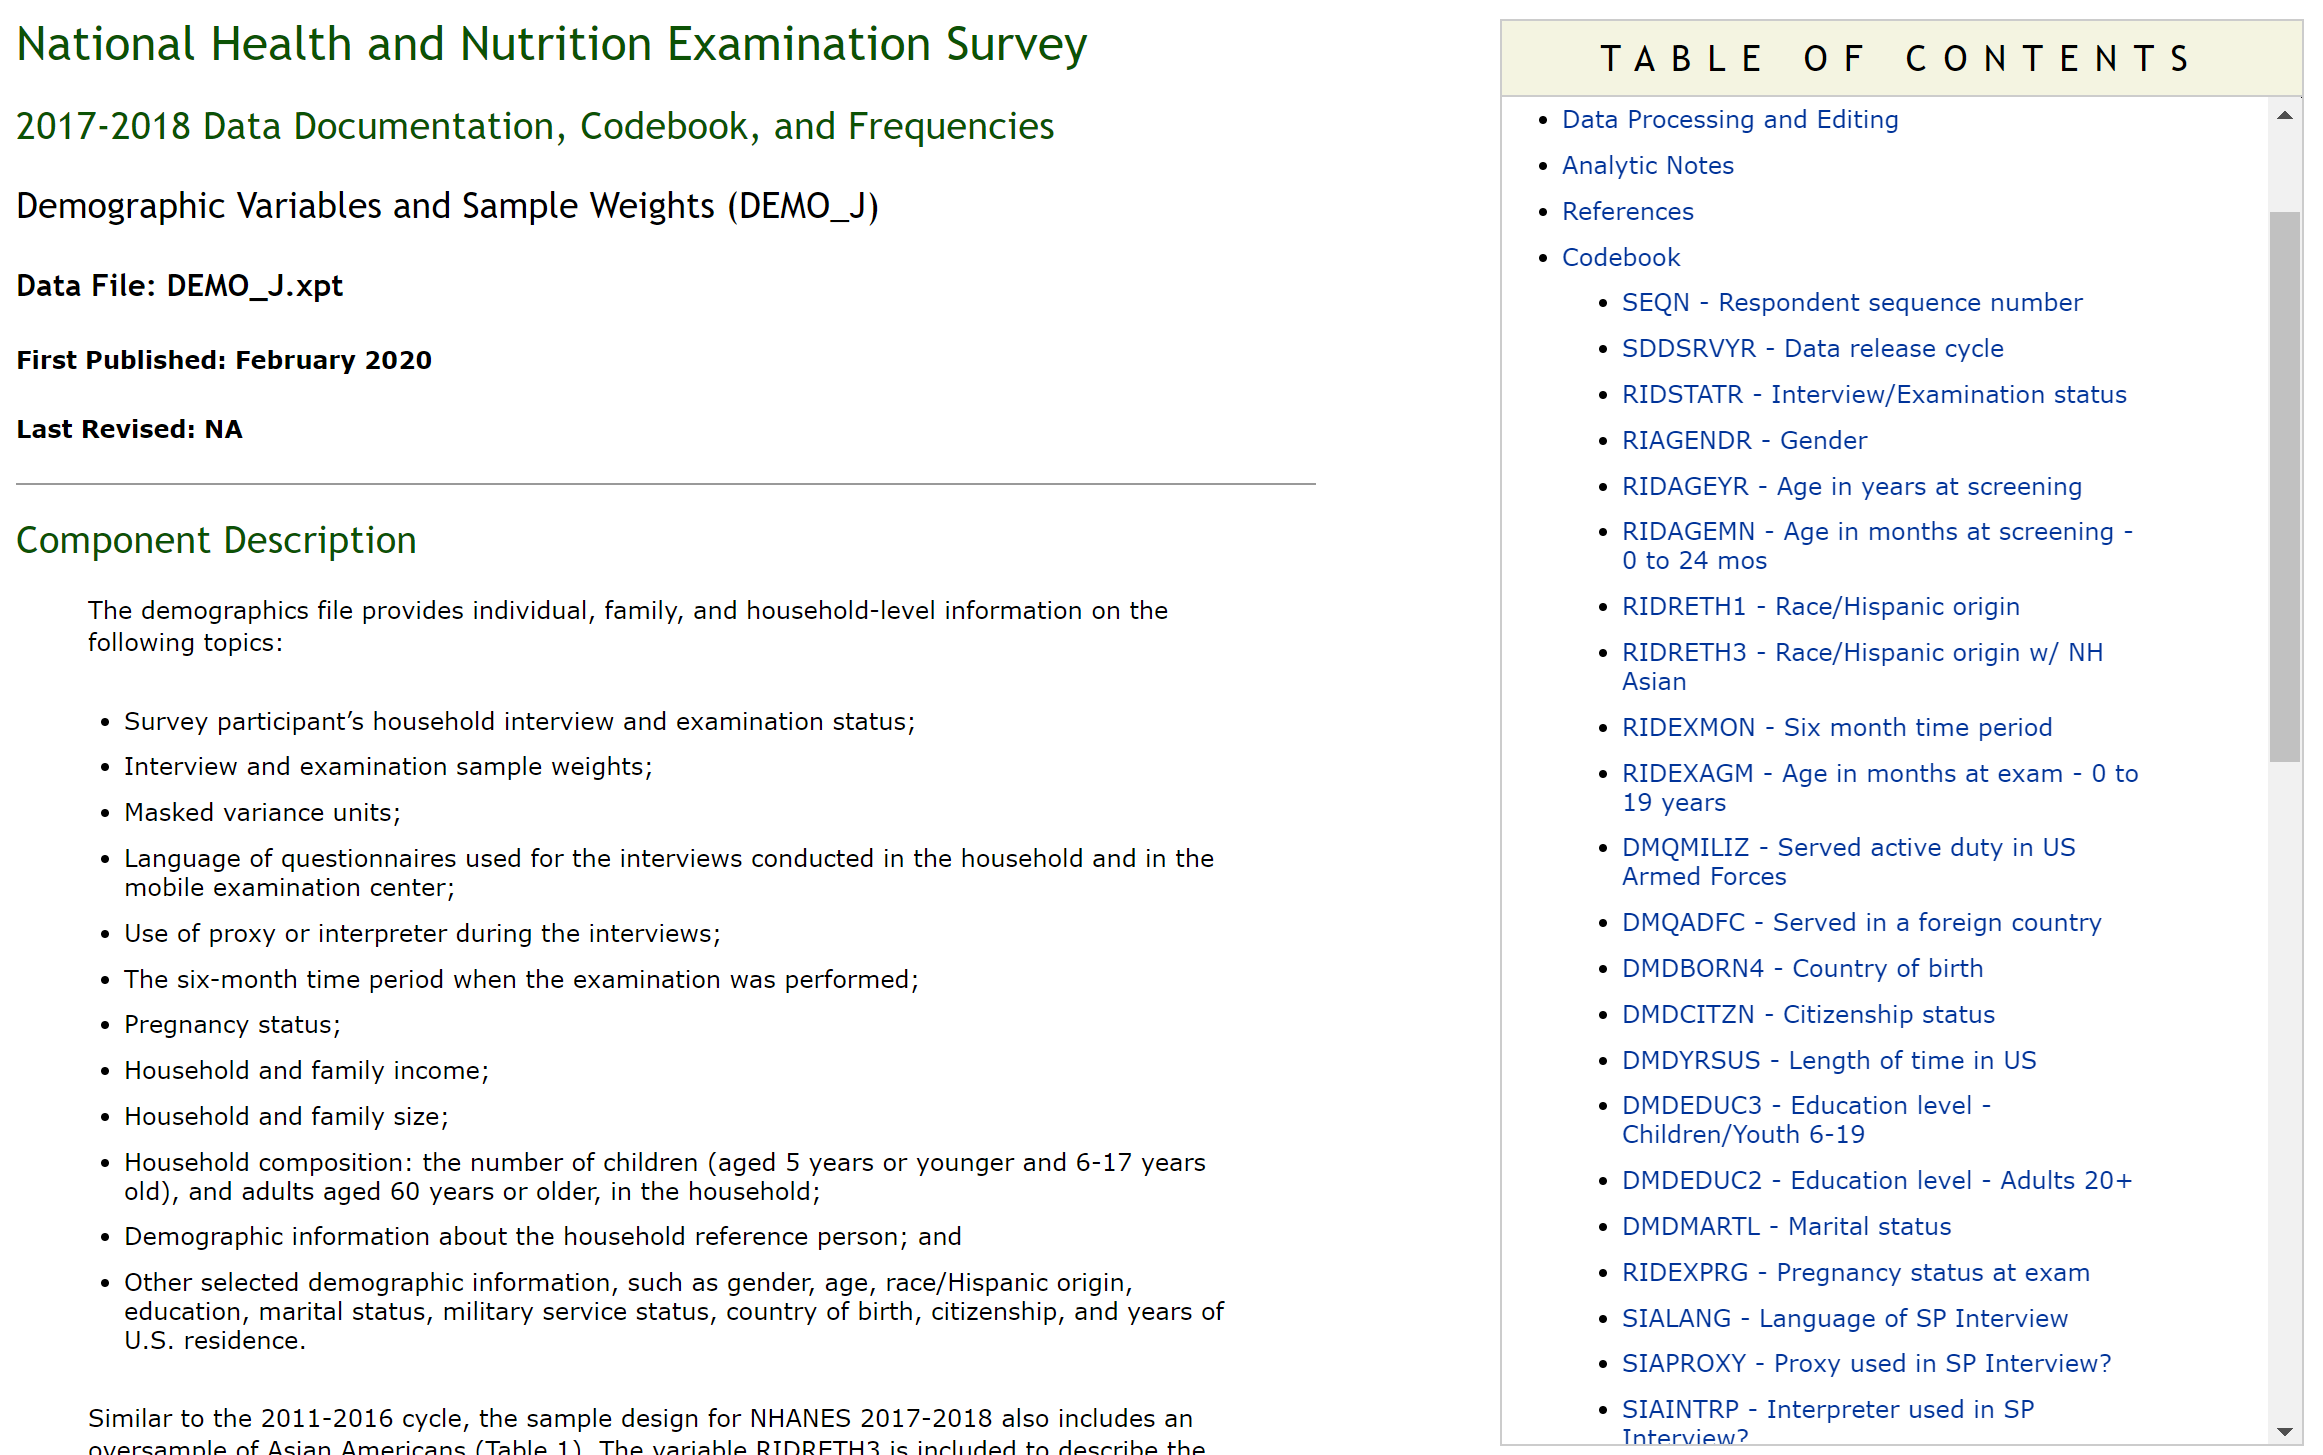 National Health and Nutrition Examination Survey
2017-2018 Data Documentation, Codebook, and Frequencies
Demographic Variables and Sample Weights (DEMO_J)
Data File: DEMO_J.xpt
First Published: February 2020
Last Revised: NA
Component Description
The demographics file provides individual, family, and household-level information on the
following topics:
• Survey participant’s household interview and examination status;
• Interview and examination sample weights;
• Masked variance units;
• Language of questionnaires used for the interviews conducted in the household and in the
mobile examination center;
• Use of proxy or interpreter during the interviews;
• The six-month time period when the examination was performed;
• Pregnancy status;
• Household and family income;
• Household and family size;
• Household composition: the number of children (aged 5 years or younger and 6-17 years
old), and adults aged 60 years or older, in the household;
• Demographic information about the household reference person; and
• Other selected demographic information, such as gender, age, race/Hispanic origin,
education, marital status, military service status, country of birth, citizenship, and years of
U.S. residence.
Similar to the 2011-2016 cycle, the sample design for NHANES 2017-2018 also includes an
oversample of Asian Americans (Table 1). The variable RIDRETH3 is included to describe the
TABLE OF CONTENTS
• Data Processing and Editing
• Analytic Notes
• References
• Codebook
• SEQN - Respondent sequence number
• SDDSRVYR - Data release cycle
• RIDSTATR - Interview/Examination status
• RIAGENDR - Gender
• RIDAGEYR - Age in years at screening
• RIDAGEMN - Age in months at screening -
0 to 24 mos
• RIDRETH1 - Race/Hispanic origin
• RIDRETH3 - Race/Hispanic origin w/ NH
Asian
• RIDEXMON - Six month time period
• RIDEXAGM - Age in months at exam - 0 to
19 years
• DMQMILIZ - Served active duty in US
Armed Forces
• DMQADFC - Served in a foreign country
• DMDBORN4 - Country of birth
• DMDCITZN - Citizenship status
• DMDYRSUS - Length of time in US
• DMDEDUC3 - Education level -
Children/Youth 6-19
• DMDEDUC2 - Education level - Adults 20+
• DMDMARTL - Marital status
• RIDEXPRG - Pregnancy status at exam
• SIALANG - Language of SP Interview
• SIAPROXY - Proxy used in SP Interview?
• SIAINTRP - Interpreter used in SP
Interview?